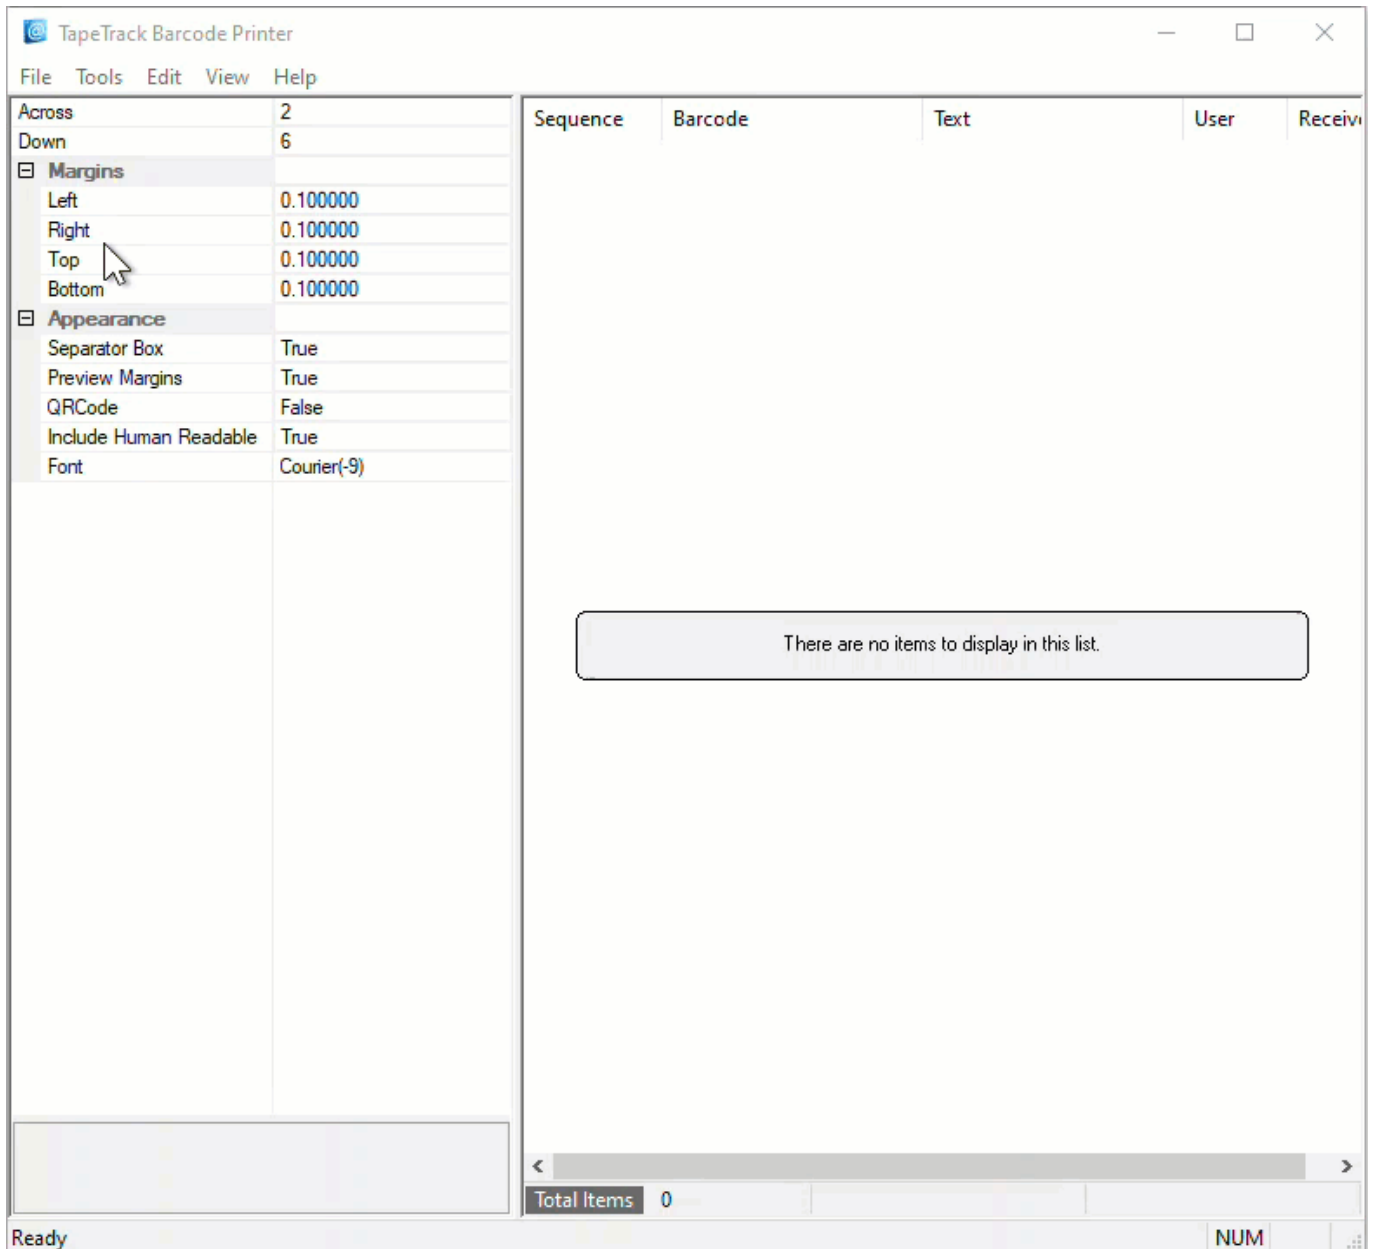 TapeTrack Barcode Printer
File Tools Edit View Help
Across 2
Down 6
Margins
Left 0.100000
Right 0.100000
Top 0.100000
Bottom 0.100000
Appearance
Separator Box True
Preview Margins True
QRCode False
Include Human Readable True
Font Courier(-9)
Sequence Barcode Text User Receiv
There are no items to display in this list.
Total Items 0
Ready NUM